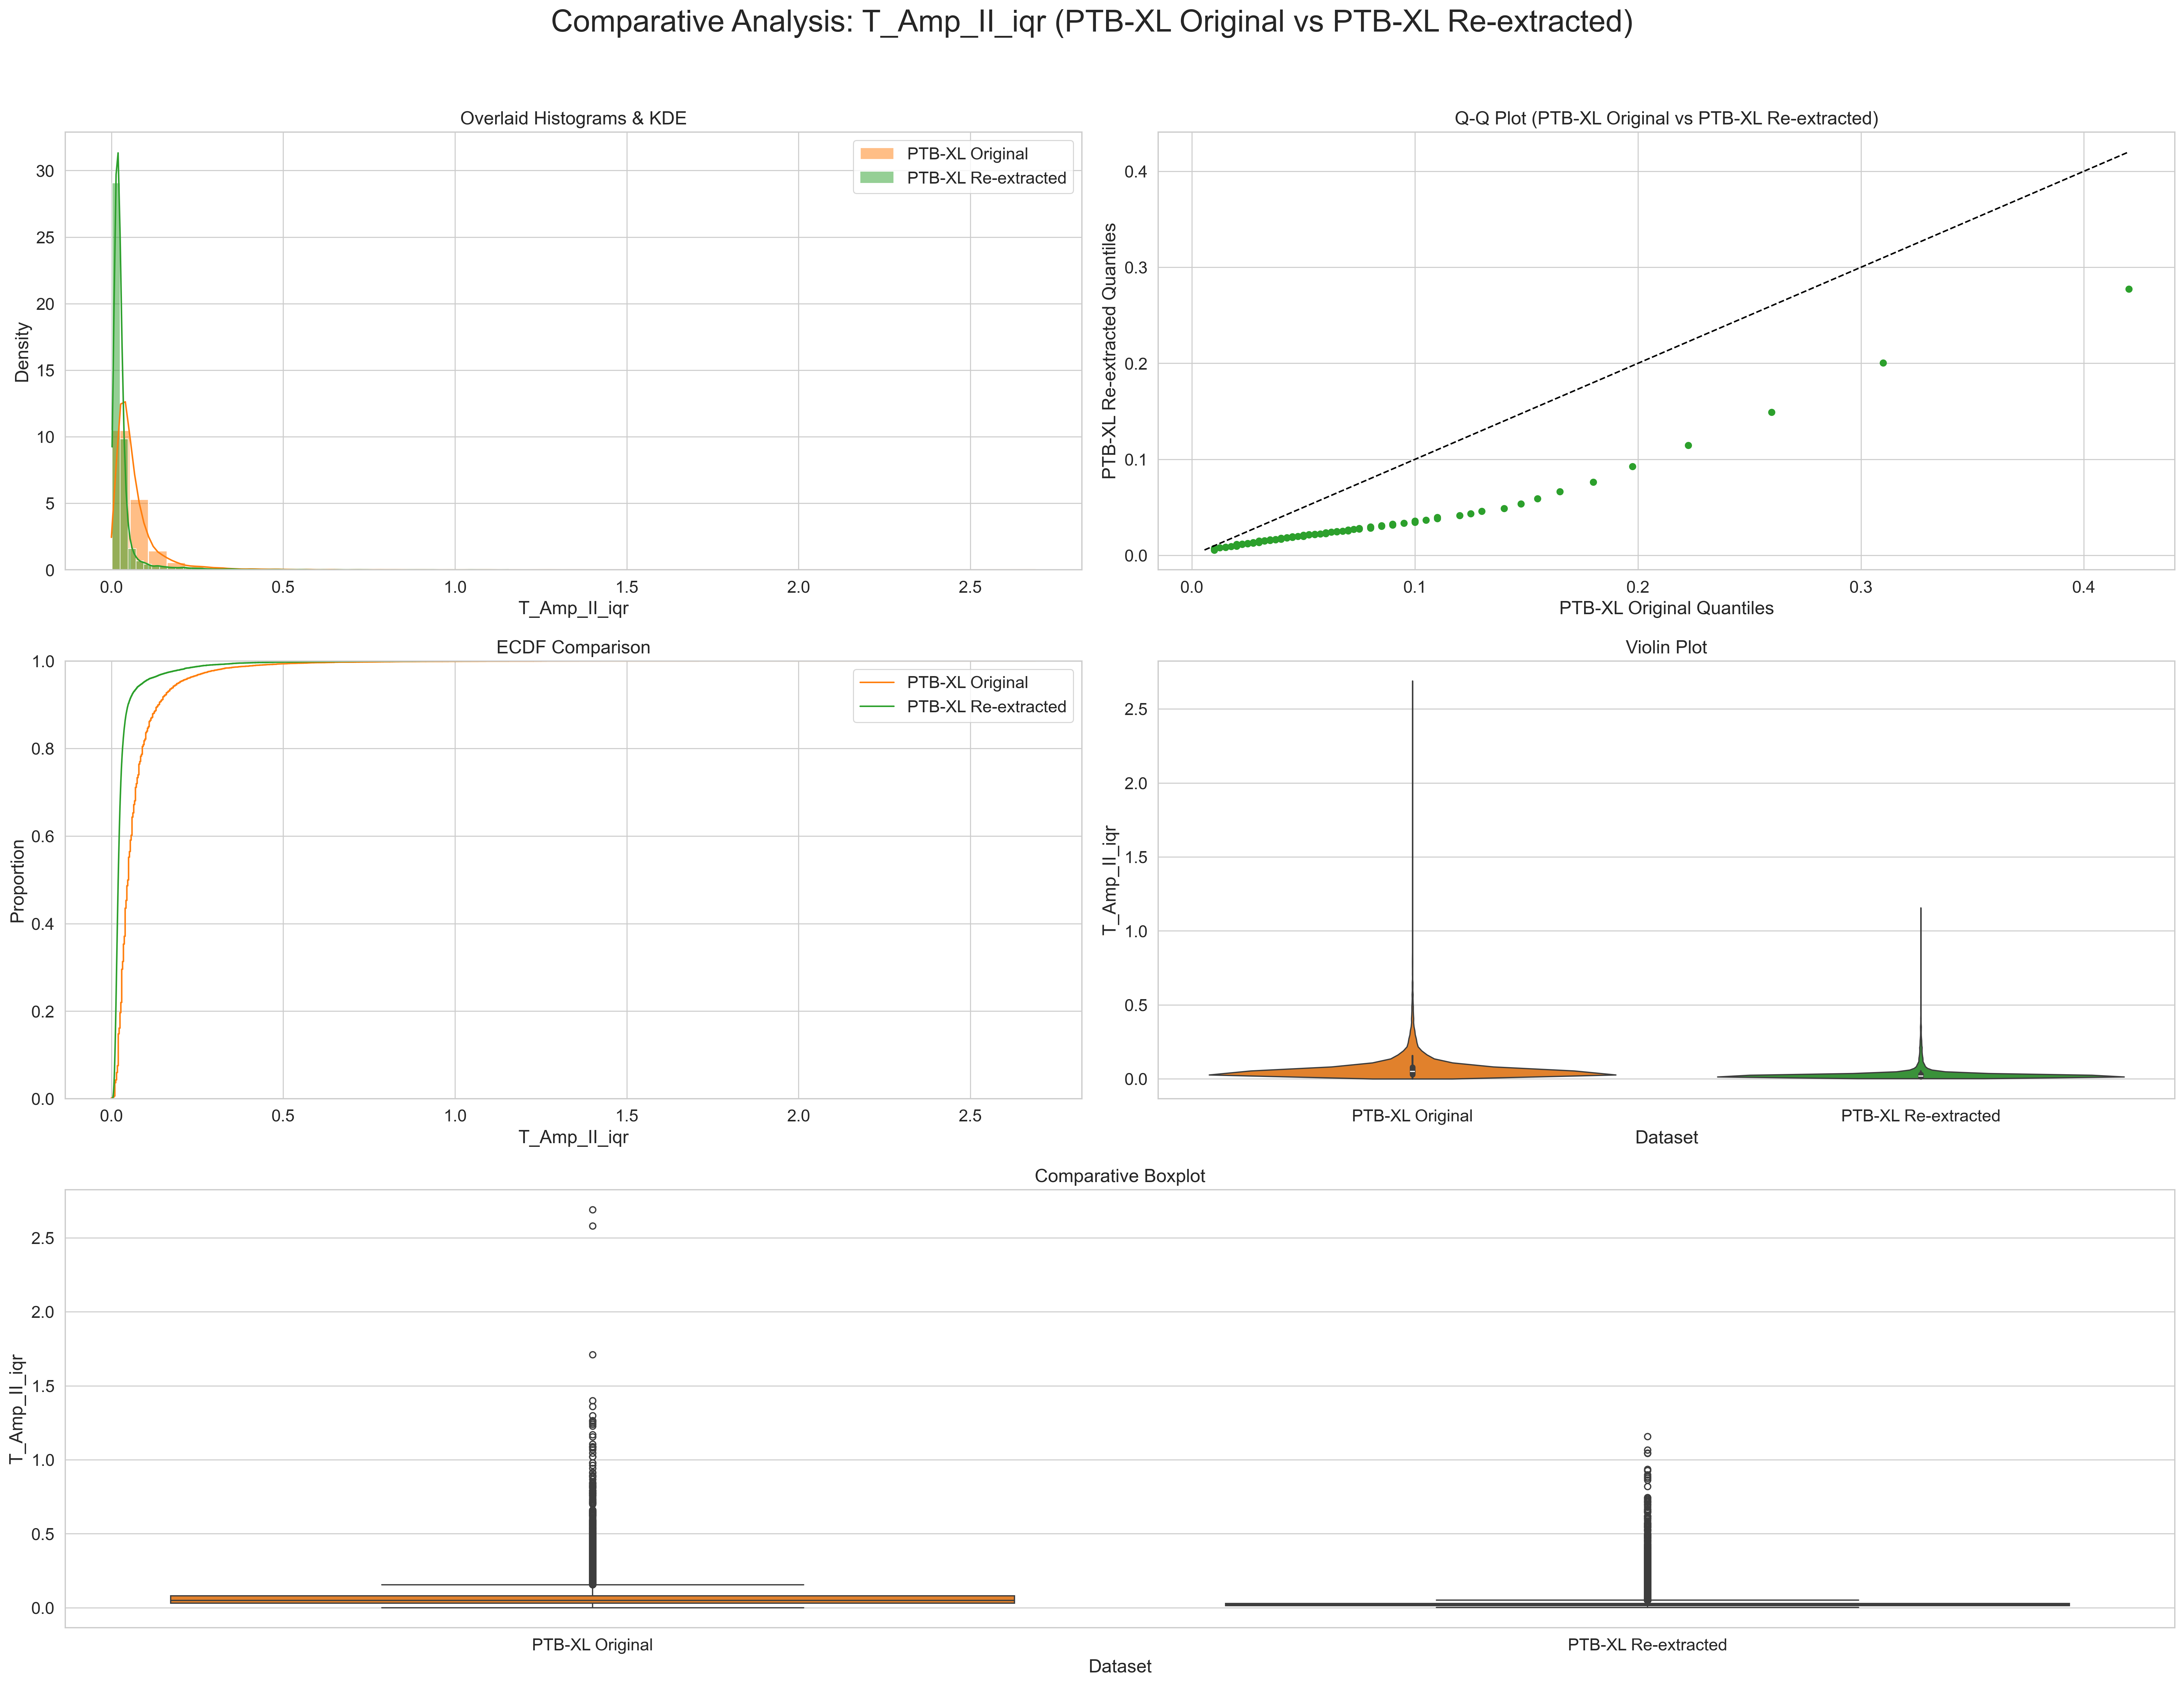 Comparative Analysis: T_Amp_II_iqr (PTB-XL Original vs PTB-XL Re-extracted)
Overlaid Histograms & KDE
Density
30
25
20
15
10
5
0
0.0 0.5 1.0 1.5 2.0 2.5
T_Amp_II_iqr
PTB-XL Original
PTB-XL Re-extracted
Q-Q Plot (PTB-XL Original vs PTB-XL Re-extracted)
PTB-XL Re-extracted Quantiles
0.4
0.3
0.2
0.1
0.0
0.0 0.1 0.2 0.3 0.4
PTB-XL Original Quantiles
ECDF Comparison
Proportion
1.0
0.8
0.6
0.4
0.2
0.0
0.0 0.5 1.0 1.5 2.0 2.5
T_Amp_II_iqr
PTB-XL Original
PTB-XL Re-extracted
Violin Plot
T_Amp_II_iqr
2.5
2.0
1.5
1.0
0.5
0.0
PTB-XL Original PTB-XL Re-extracted
Dataset
Comparative Boxplot
T_Amp_II_iqr
2.5
2.0
1.5
1.0
0.5
0.0
PTB-XL Original PTB-XL Re-extracted
Dataset